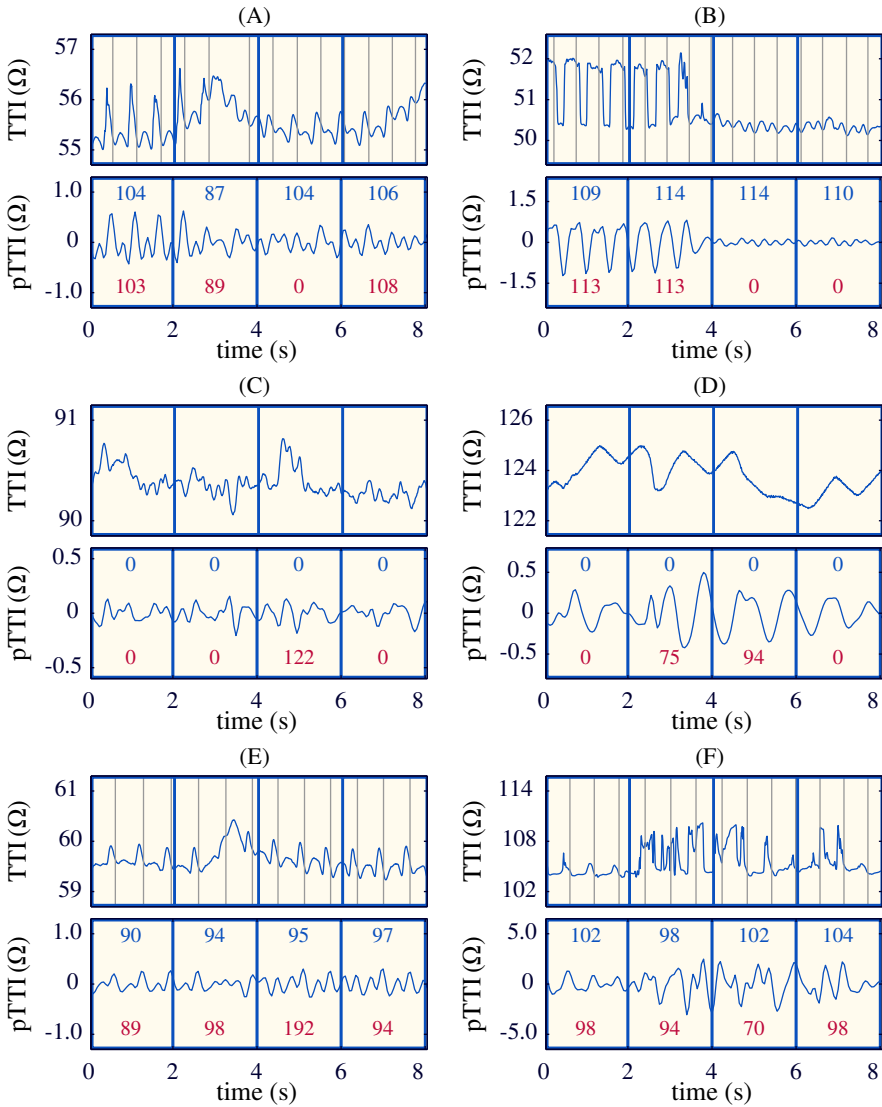 (A) (B)
57
TTI (Ω) 56
55
52
TTI (Ω) 51
50
1.0 104 87 104 106
pTTI (Ω) 0
-1.0 103 89 0 108
1.5 109 114 114 110
pTTI (Ω) 0
-1.5 113 113 0 0
0 2 4 6 8
time (s)
0 2 4 6 8
time (s)
(C) (D)
91
TTI (Ω)
90
126
TTI (Ω) 124
122
0.5 0 0 0 0
pTTI (Ω) 0
-0.5 0 0 122 0
0.5 0 0 0 0
pTTI (Ω) 0
-0.5 0 75 94 0
0 2 4 6 8
time (s)
0 2 4 6 8
time (s)
(E) (F)
61
TTI (Ω) 60
59
114
TTI (Ω) 108
102
1.0 90 94 95 97
pTTI (Ω) 0
-1.0 89 98 192 94
5.0 102 98 102 104
pTTI (Ω) 0
-5.0 98 94 70 98
0 2 4 6 8
time (s)
0 2 4 6 8
time (s)